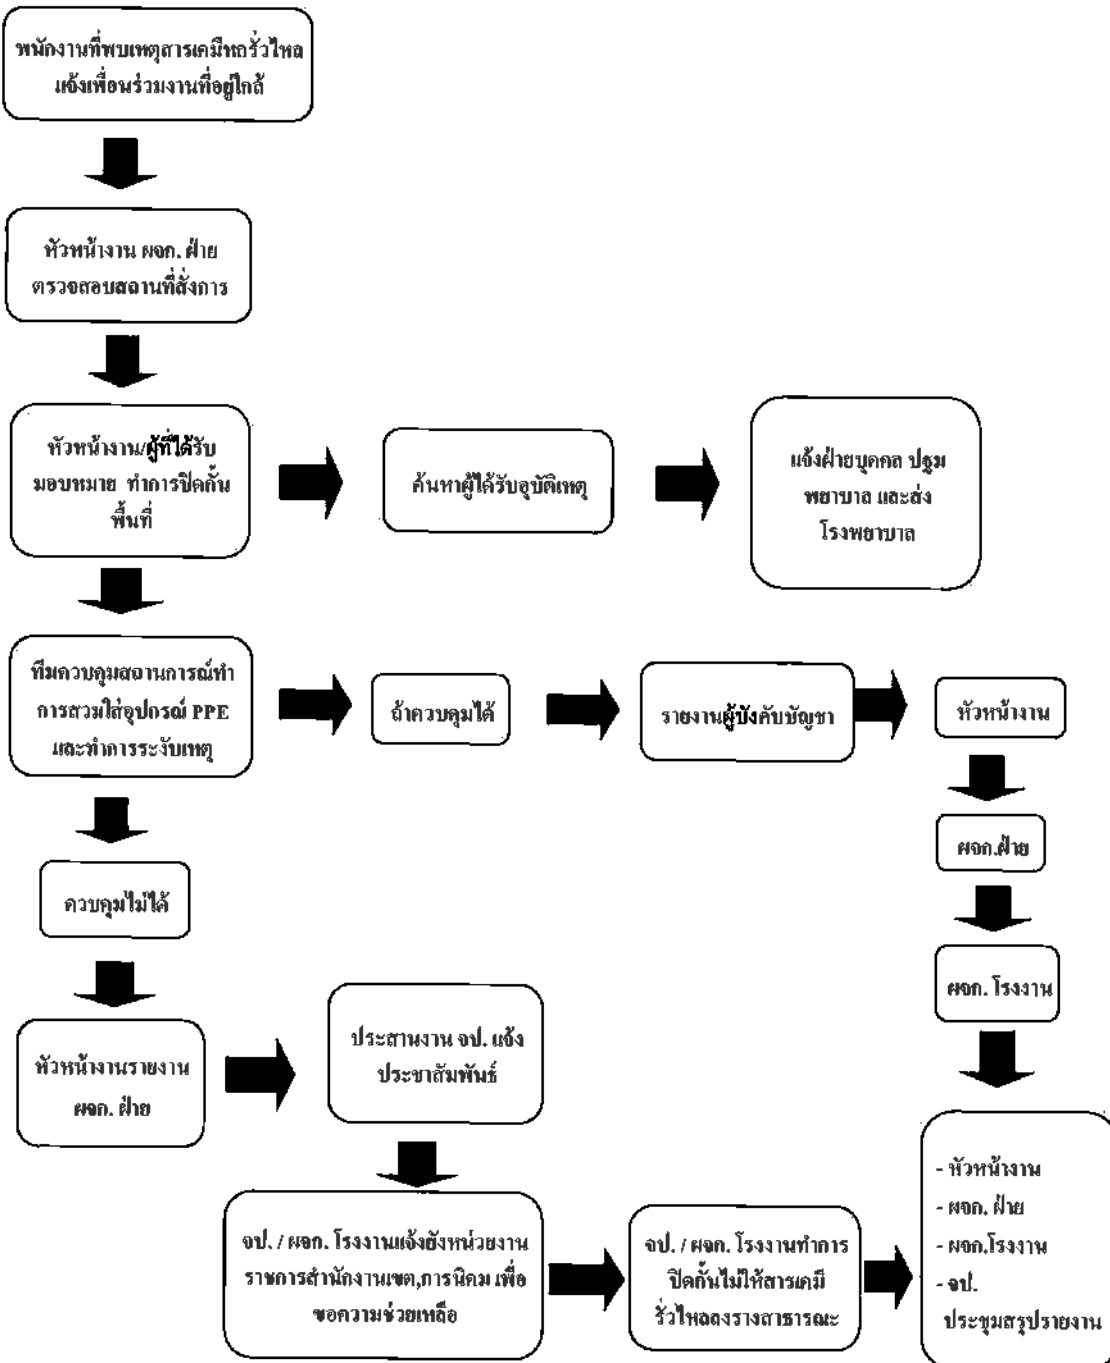 พนักงานที่พบเหตุสารเคมีหกรั่วไหล
แจ้งเพื่อนร่วมงานที่อยู่ใกล้
หัวหน้างาน ผจก. ฝ่าย
ตรวจสอบสถานที่สั่งการ
หัวหน้างาน/ผู้ที่ได้รับ
มอบหมาย ทำการปิดกั้น
พื้นที่
ค้นหาผู้ได้รับอุบัติเหตุ
แจ้งฝ่ายบุคคล ปฐม
พยาบาล และส่ง
โรงพยาบาล
ทีมควบคุมสถานการณ์ทำ
การสวมใส่อุปกรณ์ PPE
และทำการระงับเหตุ
ถ้าควบคุมได้
รายงานผู้บังคับบัญชา
หัวหน้างาน
ผจก.ฝ่าย
ผจก. โรงงาน
ควบคุมไม่ได้
หัวหน้างานรายงาน
ผจก. ฝ่าย
ประสานงาน จป. แจ้ง
ประชาสัมพันธ์
จป. / ผจก. โรงงานแจ้งยังหน่วยงาน
ราชการสำนักงานเขต,การนิคม เพื่อ
ขอความช่วยเหลือ
จป. / ผจก. โรงงานทำการ
ปิดกั้นไม่ให้สารเคมี
รั่วไหลลงรางสาธารณะ
- หัวหน้างาน
- ผจก. ฝ่าย
- ผจก.โรงงาน
- จป.
ประชุมสรุปรายงาน